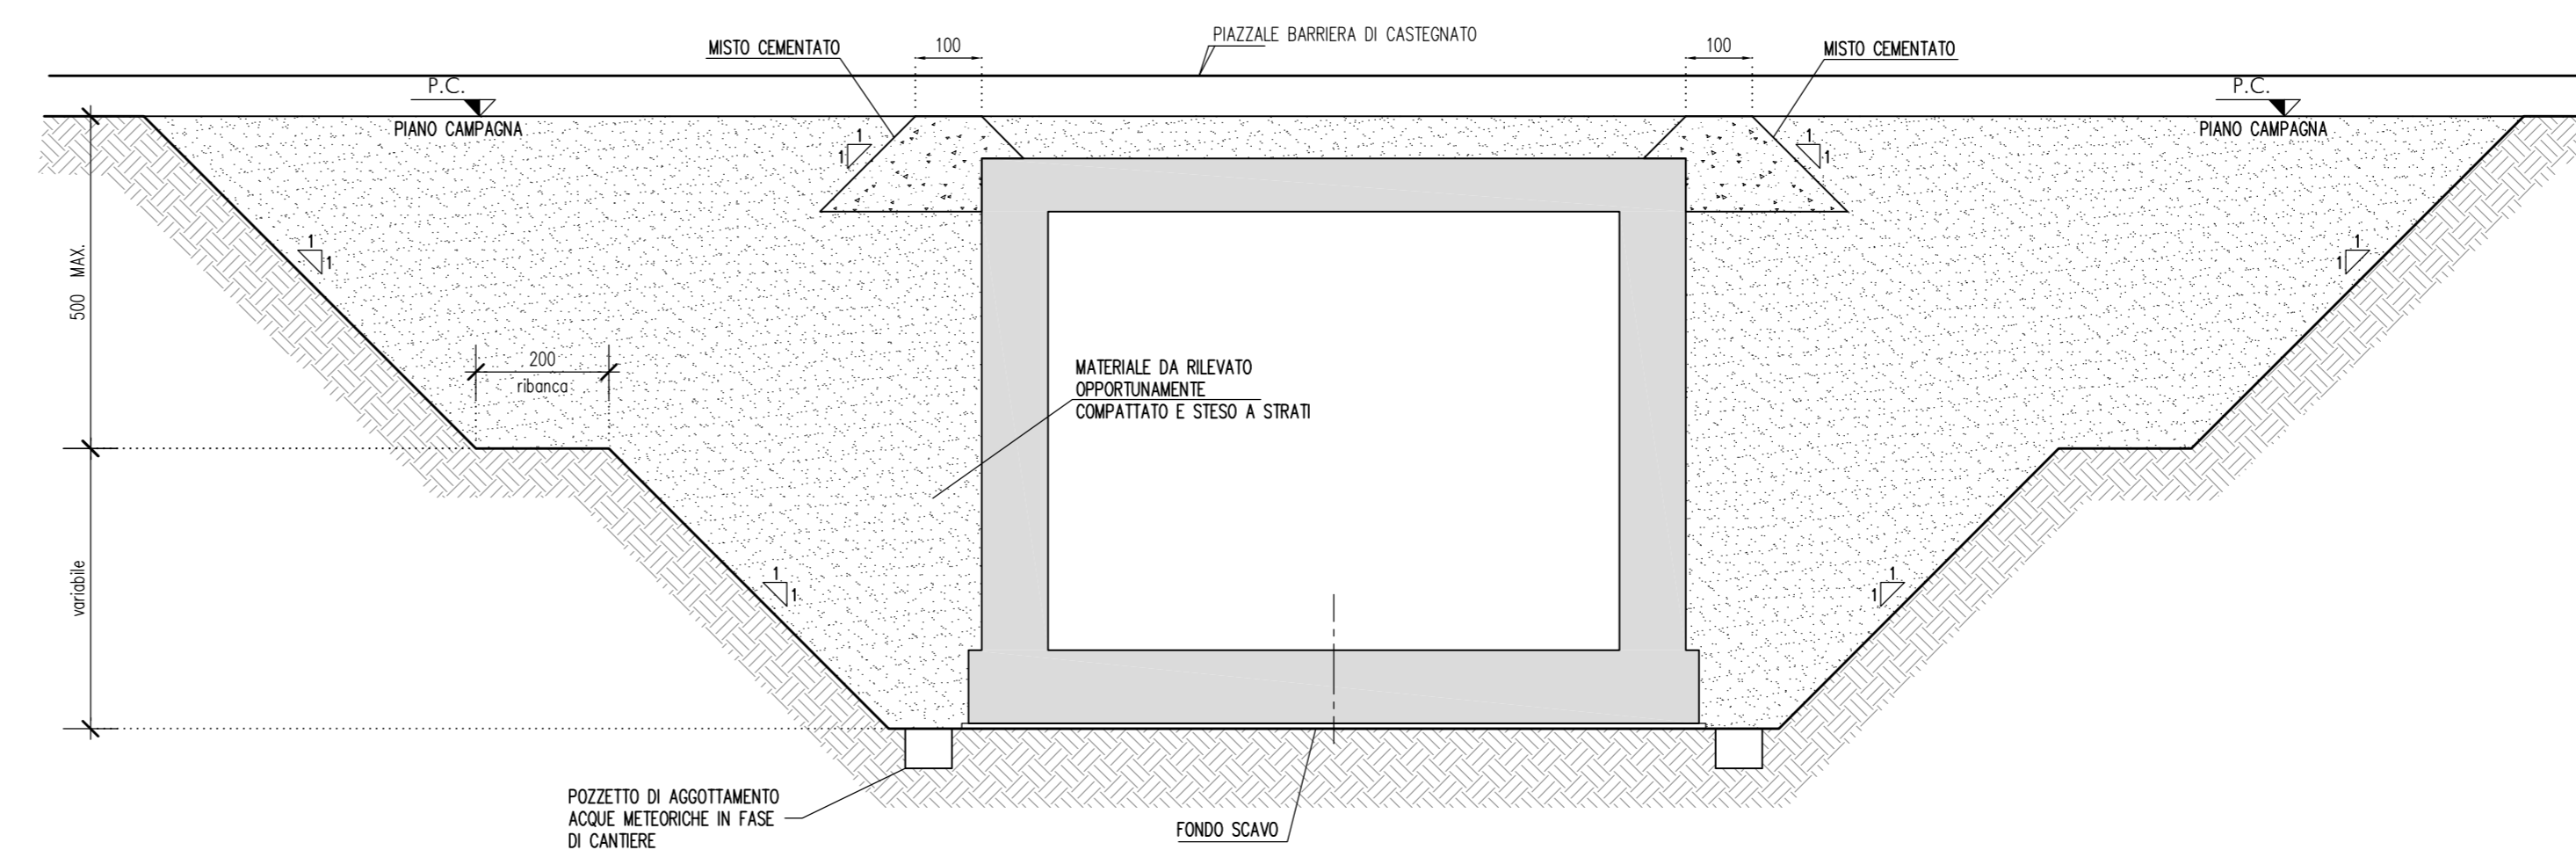 PIAZZALE BARRIERA DI CASTEGNATO
MISTO CEMENTATO
100
100
MISTO CEMENTATO
P.C.
PIANO CAMPAGNA
P.C.
PIANO CAMPAGNA
1
1
1
1
1
1
1
1
500 MAX.
200
ribanca
MATERIALE DA RILEVATO
OPPORTUNAMENTE
COMPATTATO E STESO A STRATI
variabile
1
1
1
1
POZZETTO DI AGGOTTAMENTO
ACQUE METEORICHE IN FASE
DI CANTIERE
FONDO SCAVO